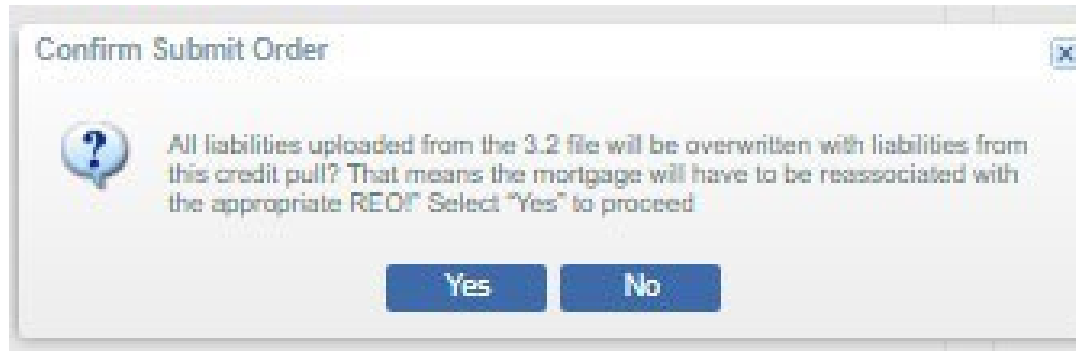 Confirm Submit Order
All liabilities uploaded from the 3.2 file will be overwritten with liabilities from
this credit pull? That means the mortgage will have to be reassociated with
the appropriate REO!" Select "Yes" to proceed
Yes No